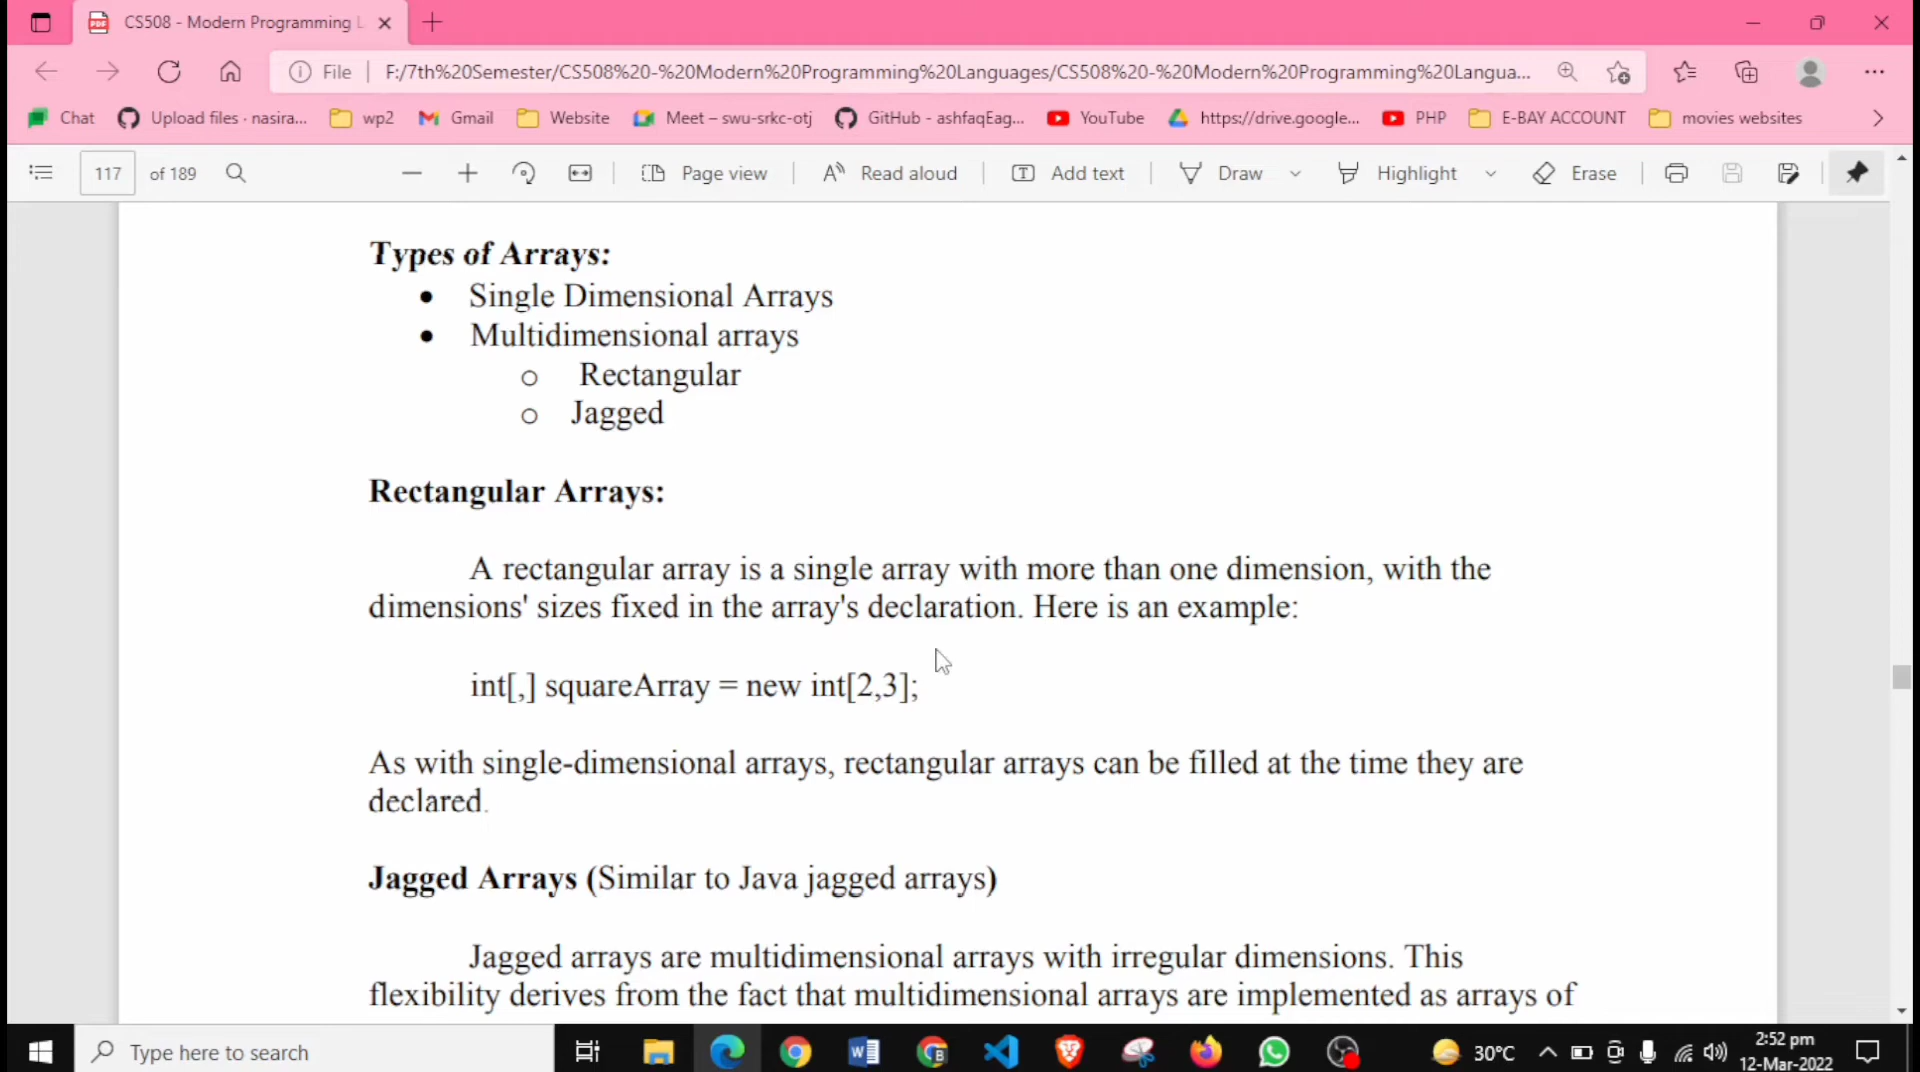 CS508 - Modern Programming L
File
F:/7th%20Semester/CS508%20-%20Modern%20Programming%20Languages/CS508%20-%20Modern%20Programming%20Langua...
Chat
Upload files · nasira...
wp2
Gmail
Website
Meet – swu-srkc-otj
GitHub - ashfaqEag...
YouTube
https://drive.google...
PHP
E-BAY ACCOUNT
movies websites
117 of 189
Page view
Read aloud
Add text
Draw
Highlight
Erase
Types of Arrays:
• Single Dimensional Arrays
• Multidimensional arrays
o Rectangular
o Jagged
Rectangular Arrays:
A rectangular array is a single array with more than one dimension, with the
dimensions' sizes fixed in the array's declaration. Here is an example:
int[,] squareArray = new int[2,3];
As with single-dimensional arrays, rectangular arrays can be filled at the time they are
declared.
Jagged Arrays (Similar to Java jagged arrays)
Jagged arrays are multidimensional arrays with irregular dimensions. This
flexibility derives from the fact that multidimensional arrays are implemented as arrays of
Type here to search
30°C
2:52 pm
12-Mar-2022